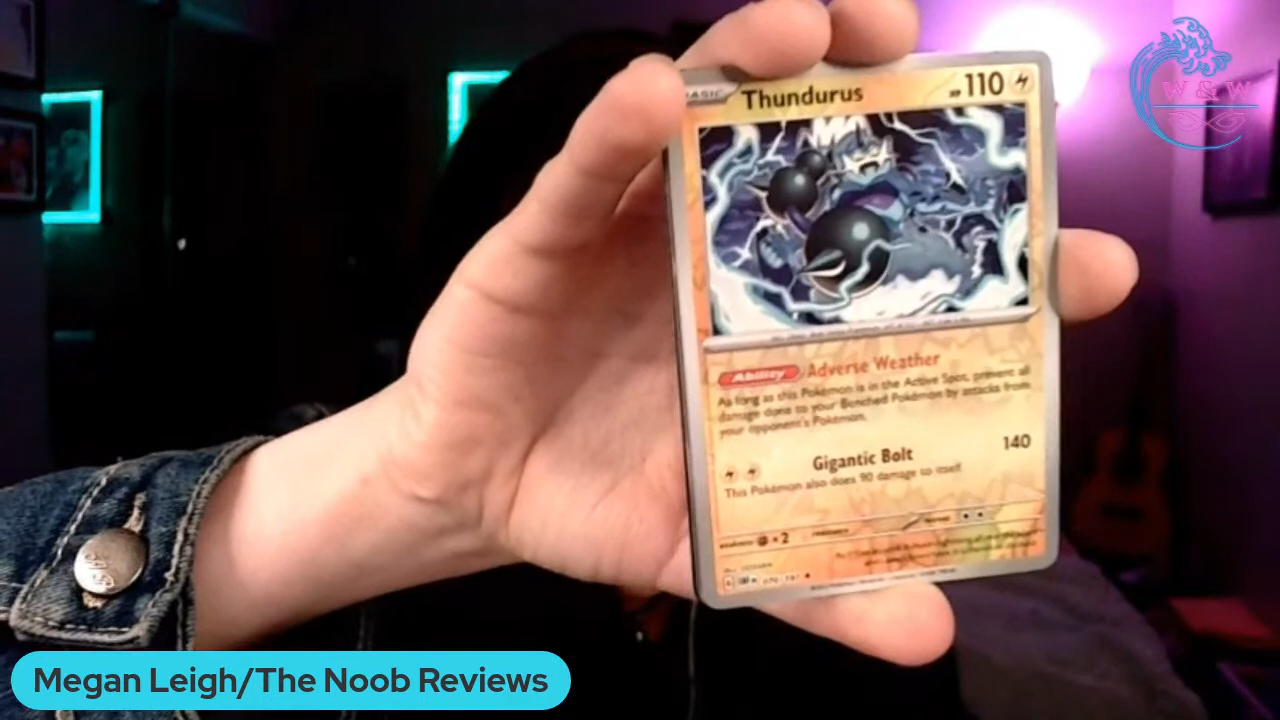 BASIC
Thundurus
HP 110
W & W
Ability Adverse Weather
As long as this Pokémon is in the Active Spot, prevent all
damage done to your Benched Pokémon by attacks from
your opponent's Pokémon.
Gigantic Bolt 140
This Pokémon also does 90 damage to itself.
weakness ×2 resistance retreat
Megan Leigh/The Noob Reviews